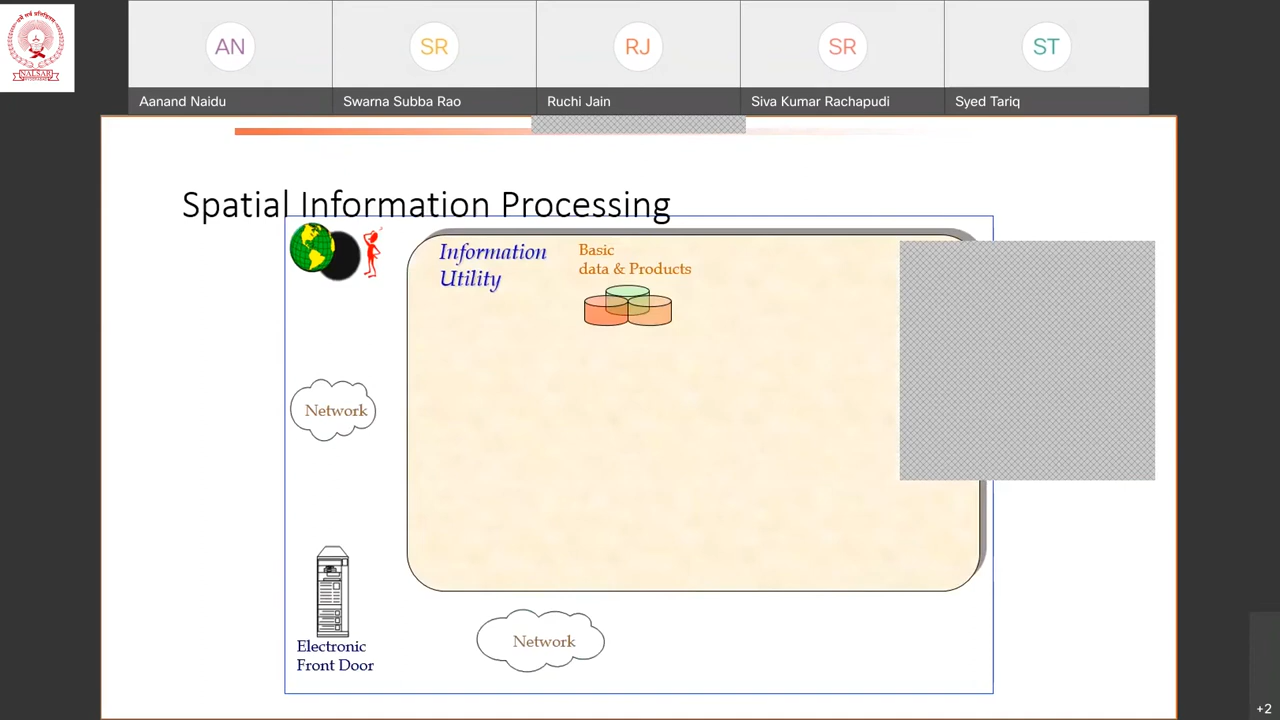 AN
SR
RJ
SR
ST
NALSAR
Aanand Naidu
Swarna Subba Rao
Ruchi Jain
Siva Kumar Rachapudi
Syed Tariq
Spatial Information Processing
Information
Utility
Basic
data & Products
Network
Electronic
Front Door
Network
+2